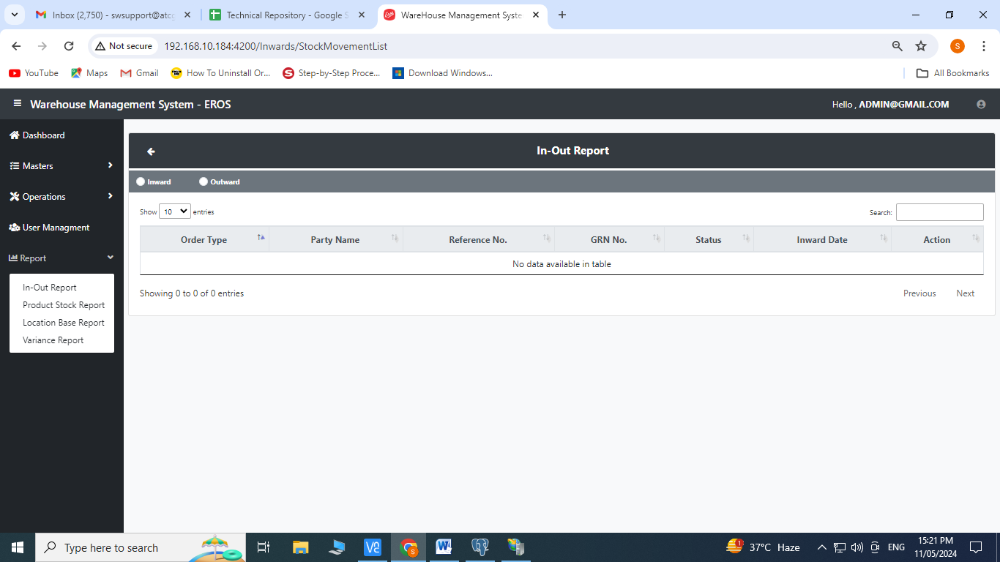 Inbox (2,750) - swsupport@atcg
Technical Repository - Google S
WareHouse Management Syste
Not secure
192.168.10.184:4200/Inwards/StockMovementList
S
YouTube
Maps
Gmail
How To Uninstall Or...
Step-by-Step Proce...
Download Windows...
All Bookmarks
Warehouse Management System - EROS
Hello , ADMIN@GMAIL.COM
Dashboard
Masters
Operations
User Managment
Report
In-Out Report
Product Stock Report
Location Base Report
Variance Report
In-Out Report
Inward
Outward
Show 10 entries
Search:
Order Type
Party Name
Reference No.
GRN No.
Status
Inward Date
Action
No data available in table
Showing 0 to 0 of 0 entries
Previous
Next
Type here to search
1
37°C Haze
ENG
15:21 PM
11/05/2024